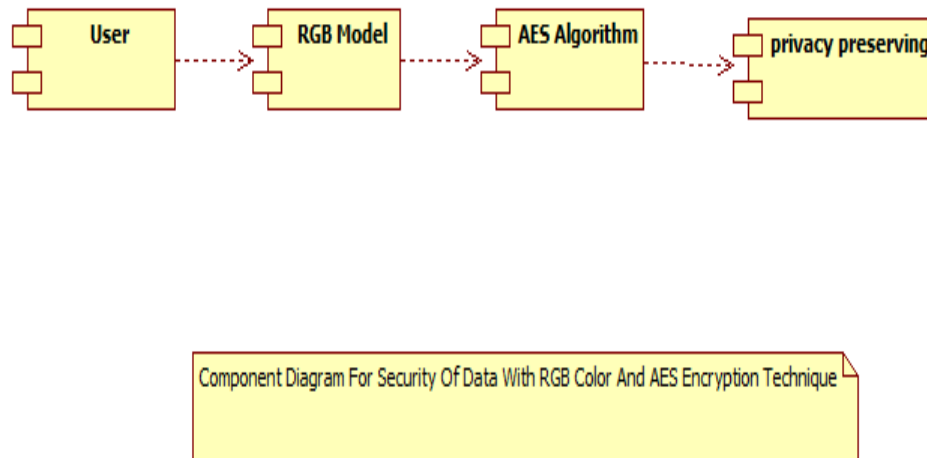 User
RGB Model
AES Algorithm
privacy preserving
Component Diagram For Security Of Data With RGB Color And AES Encryption Technique